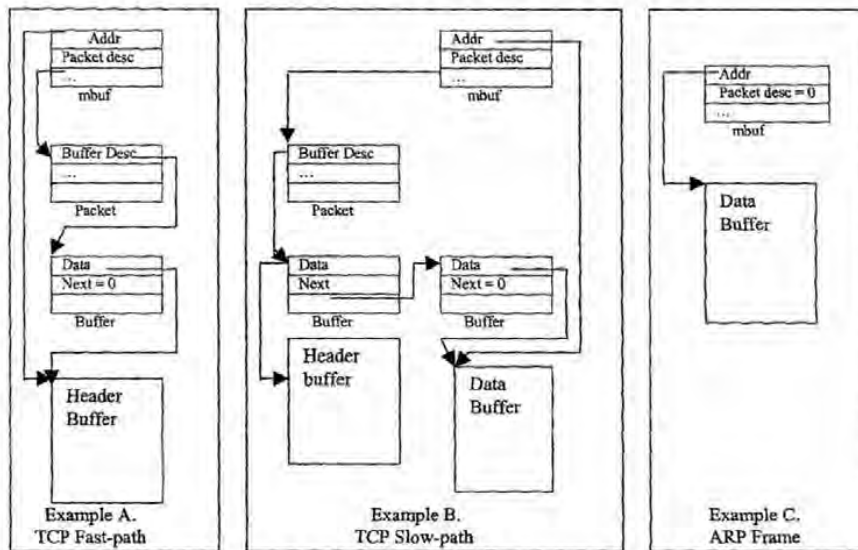 Addr
Packet desc
...
mbuf
Buffer Desc
...
Packet
Data
Next = 0
Buffer
Header
Buffer
Example A.
TCP Fast-path
Addr
Packet desc
...
mbuf
Buffer Desc
...
Packet
Data
Next
Buffer
Data
Next = 0
Buffer
Header
buffer
Data
Buffer
Example B.
TCP Slow-path
Addr
Packet desc = 0
...
mbuf
Data
Buffer
Example C.
ARP Frame